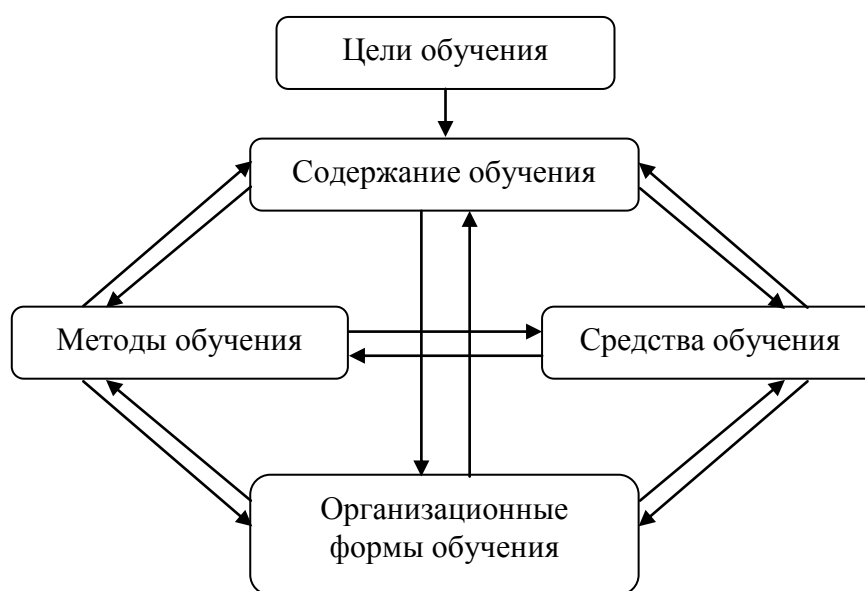 Цели обучения
Содержание обучения
Методы обучения
Средства обучения
Организационные
формы обучения